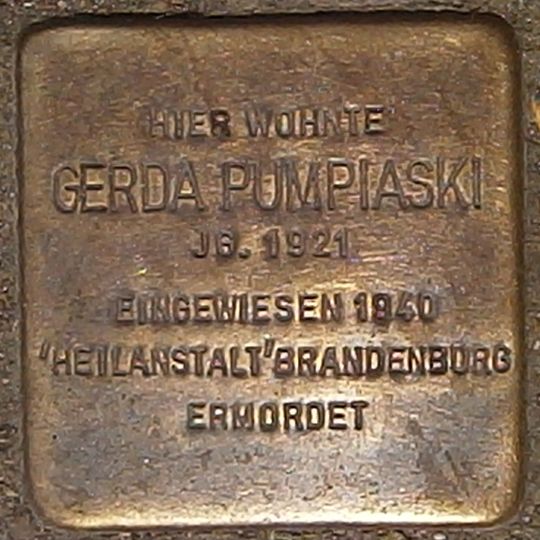 HIER WOHNTE
GERDA PUMPIASKI
JG. 1921
EINGEWIESEN 1940
'HEILANSTALT' BRANDENBURG
ERMORDET